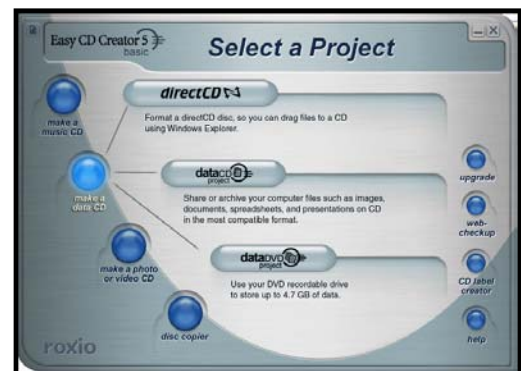 Easy CD Creator 5
basic
Select a Project
make a
music CD
directCD
Format a directCD disc, so you can drag files to a CD
using Windows Explorer.
make a
data CD
dataCD
project
Share or archive your computer files such as images,
documents, spreadsheets, and presentations on CD
in the most compatible format.
make a photo
or video CD
dataDVD
project
Use your DVD recordable drive
to store up to 4.7 GB of data.
disc copier
upgrade
web-
checkup
CD label
creator
help
roxio